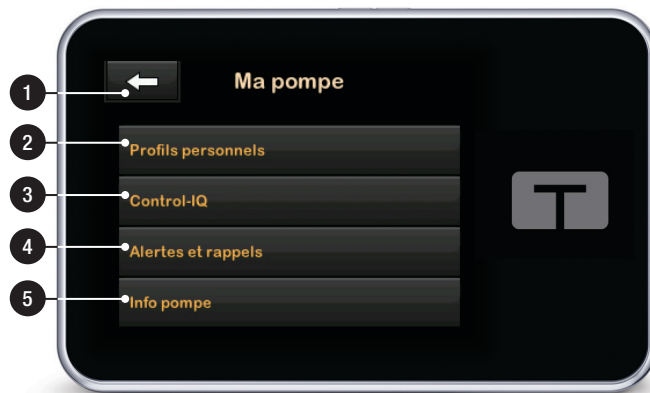 Ma pompe
1
2
Profils personnels
3
Control-IQ
4
Alertes et rappels
5
Info pompe
T